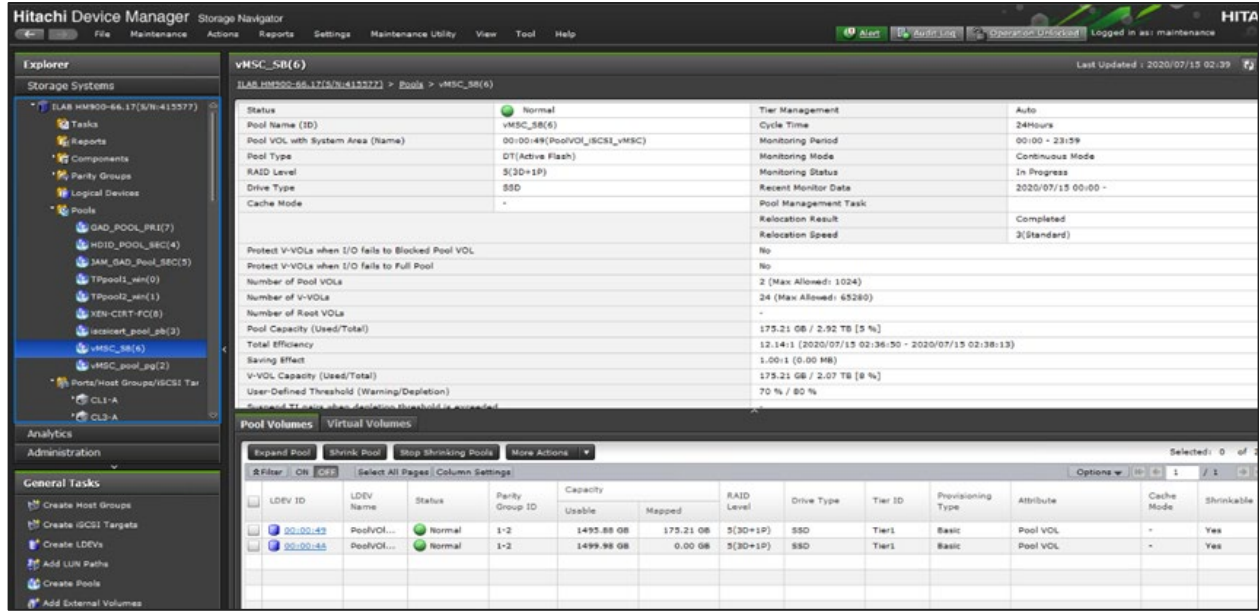 Hitachi Device Manager Storage Navigator
HITA
File Maintenance Actions Reports Settings Maintenance Utility View Tool Help
Alert Audit Log Operation Unlocked Logged in as: maintenance
Explorer
Storage Systems
ILAB HM900-66.17(S/N:415577)
Tasks
Reports
Components
Parity Groups
Logical Devices
Pools
GAD_POOL_PRI(7)
HDID_POOL_SEC(4)
JAM_GAD_Pool_SEC(5)
TPpool1_win(0)
TPpool2_win(1)
XEN-CIRT-FC(8)
iscsicert_pool_pb(3)
vMSC_SB(6)
vMSC_pool_pg(2)
Ports/Host Groups/iSCSI Tar
CL1-A
CL3-A
Analytics
Administration
General Tasks
Create Host Groups
Create iSCSI Targets
Create LDEVs
Add LUN Paths
Create Pools
Add External Volumes
vMSC_SB(6)
Last Updated : 2020/07/15 02:39
ILAB HM900-66.17(S/N:415577) > Pools > vMSC_SB(6)
Status Normal Tier Management Auto
Pool Name (ID) vMSC_SB(6) Cycle Time 24Hours
Pool VOL with System Area (Name) 00:00:49(PoolVOl_iSCSI_vMSC) Monitoring Period 00:00 - 23:59
Pool Type DT(Active Flash) Monitoring Mode Continuous Mode
RAID Level 5(3D+1P) Monitoring Status In Progress
Drive Type SSD Recent Monitor Data 2020/07/15 00:00 -
Cache Mode - Pool Management Task
Relocation Result Completed
Relocation Speed 3(Standard)
Protect V-VOLs when I/O fails to Blocked Pool VOL No
Protect V-VOLs when I/O fails to Full Pool No
Number of Pool VOLs 2 (Max Allowed: 1024)
Number of V-VOLs 24 (Max Allowed: 65280)
Number of Root VOLs -
Pool Capacity (Used/Total) 175.21 GB / 2.92 TB [5 %]
Total Efficiency 12.14:1 (2020/07/15 02:36:50 - 2020/07/15 02:38:13)
Saving Effect 1.00:1 (0.00 MB)
V-VOL Capacity (Used/Total) 175.21 GB / 2.07 TB [8 %]
User-Defined Threshold (Warning/Depletion) 70 % / 80 %
Suspend TI pairs when depletion threshold is exceeded
Pool Volumes Virtual Volumes
Expand Pool Shrink Pool Stop Shrinking Pools More Actions Selected: 0 of 2
Filter ON OFF Select All Pages Column Settings Options 1 / 1
LDEV ID LDEV Name Status Parity Group ID Capacity Usable Mapped RAID Level Drive Type Tier ID Provisioning Type Attribute Cache Mode Shrinkable
00:00:49 PoolVOl... Normal 1-2 1493.88 GB 175.21 GB 5(3D+1P) SSD Tier1 Basic Pool VOL - Yes
00:00:4A PoolVOl... Normal 1-2 1499.98 GB 0.00 GB 5(3D+1P) SSD Tier1 Basic Pool VOL - Yes